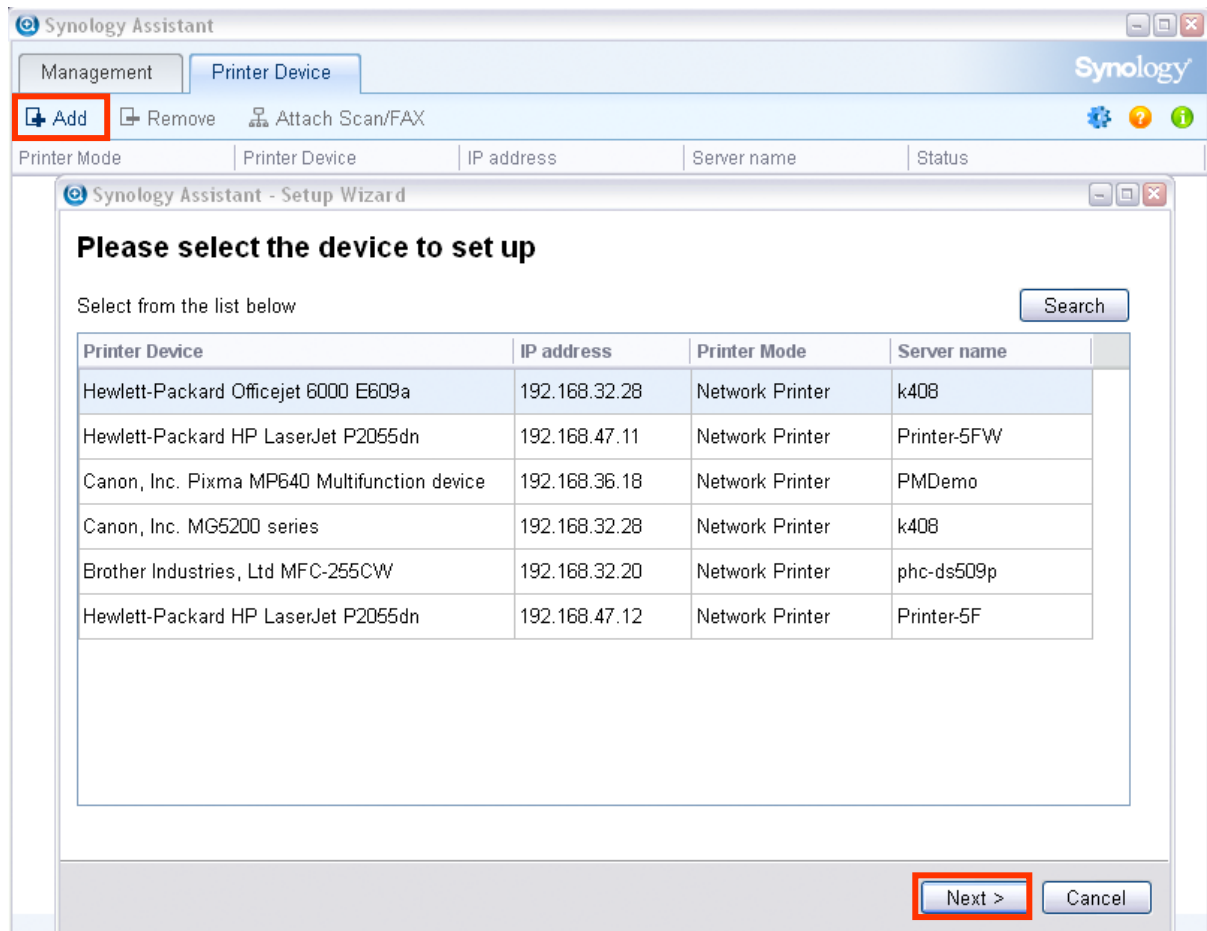 Synology Assistant
Management Printer Device Synology
Add Remove Attach Scan/FAX
Printer Mode Printer Device IP address Server name Status
Synology Assistant - Setup Wizard
Please select the device to set up
Select from the list below Search
Printer Device IP address Printer Mode Server name
Hewlett-Packard Officejet 6000 E609a 192.168.32.28 Network Printer k408
Hewlett-Packard HP LaserJet P2055dn 192.168.47.11 Network Printer Printer-5FW
Canon, Inc. Pixma MP640 Multifunction device 192.168.36.18 Network Printer PMDemo
Canon, Inc. MG5200 series 192.168.32.28 Network Printer k408
Brother Industries, Ltd MFC-255CW 192.168.32.20 Network Printer phc-ds509p
Hewlett-Packard HP LaserJet P2055dn 192.168.47.12 Network Printer Printer-5F
Next > Cancel